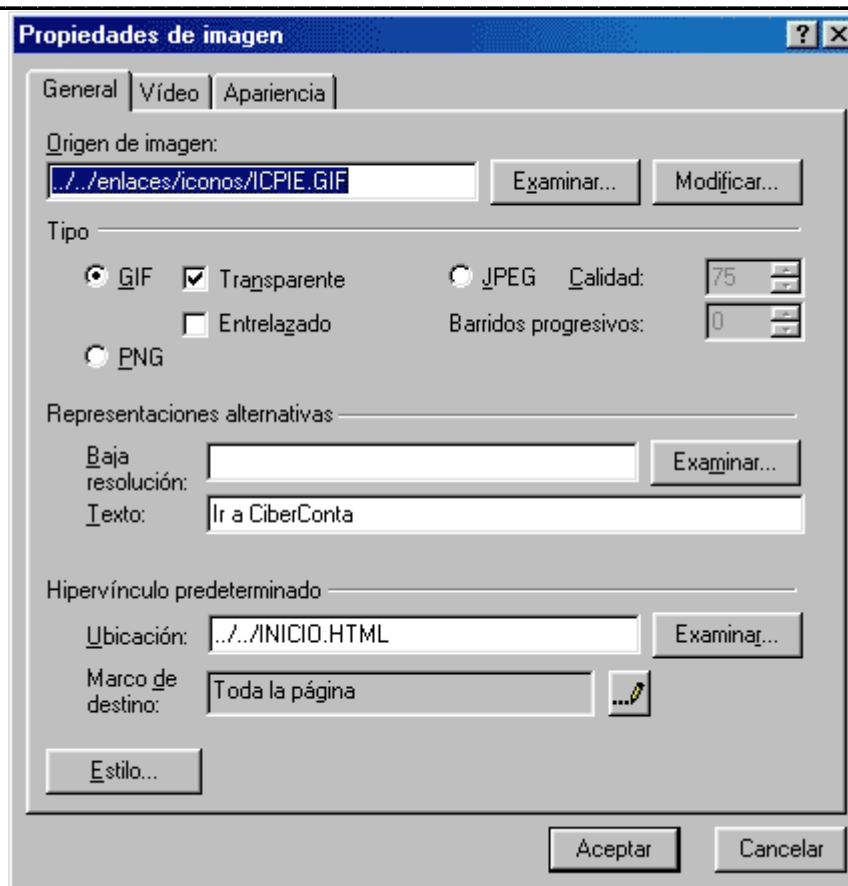 Propiedades de imagen
General Vídeo Apariencia
Origen de imagen:
../../enlaces/iconos/ICPIE.GIF Examinar... Modificar...
Tipo
GIF Transparente JPEG Calidad: 75
Entrelazado Barridos progresivos: 0
PNG
Representaciones alternativas
Baja resolución: Examinar...
Texto: Ir a CiberConta
Hipervínculo predeterminado
Ubicación: ../../INICIO.HTML Examinar...
Marco de destino: Toda la página ...
Estilo...
Aceptar Cancelar